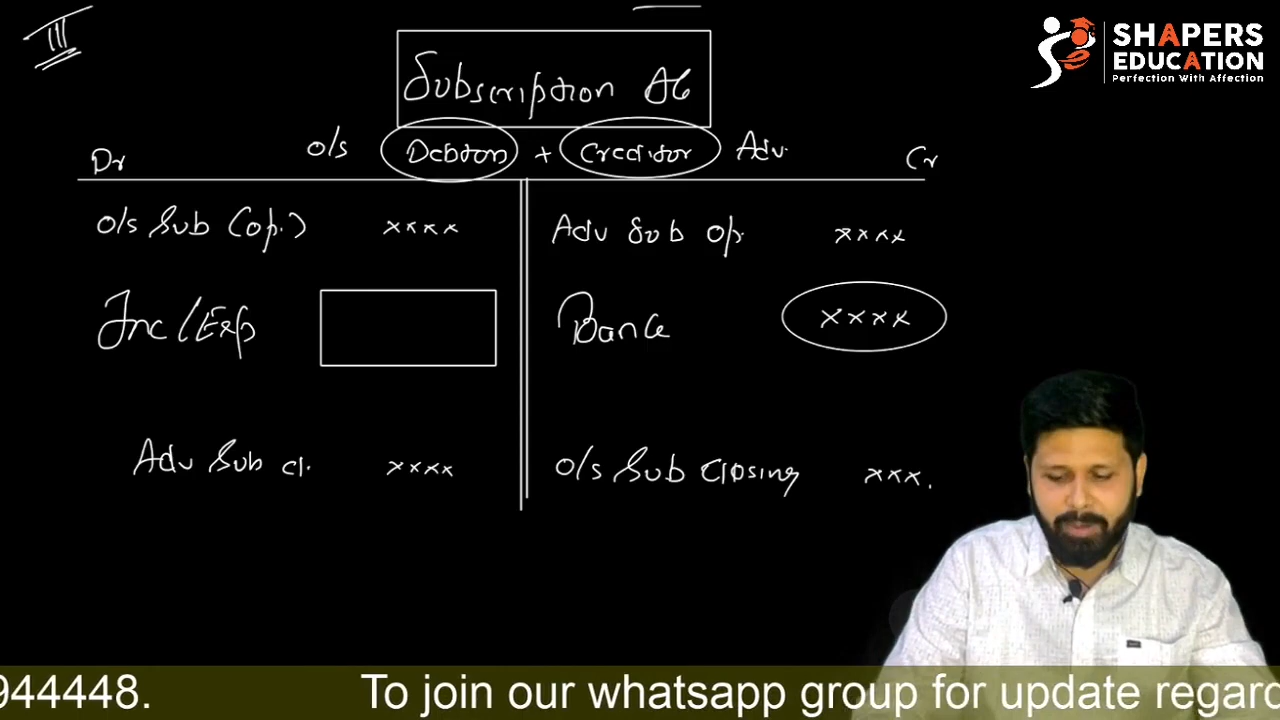 III
SHAPERS
EDUCATION
Perfection With Affection
Subscription A/c
Dr o/s Debtors + Creditor Adv. Cr
o/s Sub (op.) xxxx Adv Sub op. xxxx
Inc/Exp Bank xxxx
Adv Sub cl. xxxx o/s Sub closing xxx.
944448. To join our whatsapp group for update regard